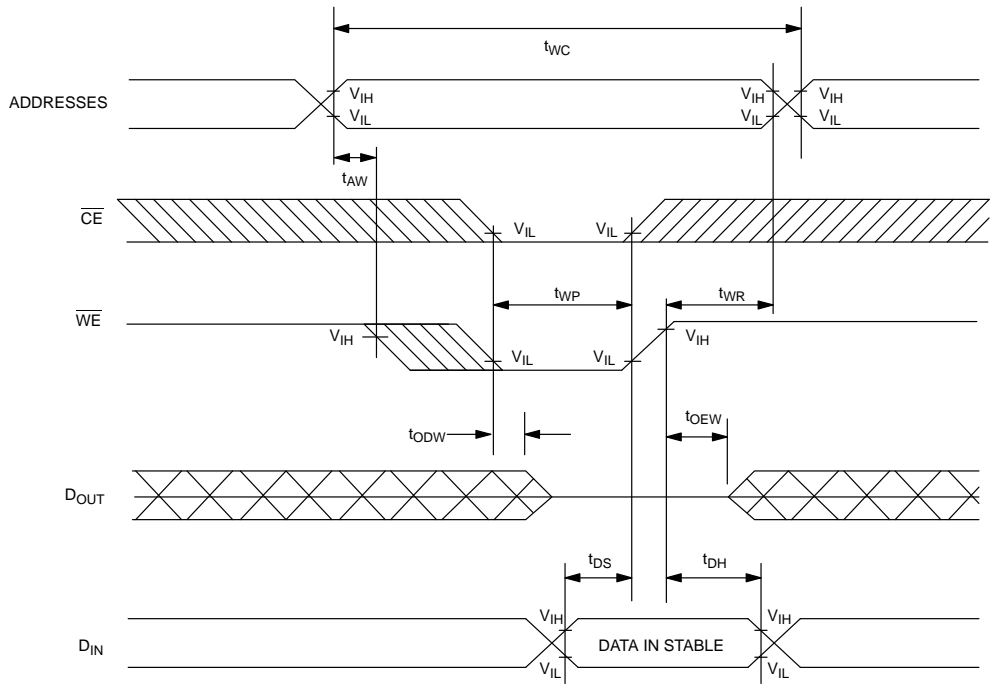 tWC
ADDRESSES
VIH VIH VIH
VIL VIL VIL
tAW
CE VIL VIL
tWP tWR
WE VIH VIL VIL VIH
tODW tOEW
DOUT
tDS tDH
VIH VIH
DIN DATA IN STABLE
VIL VIL